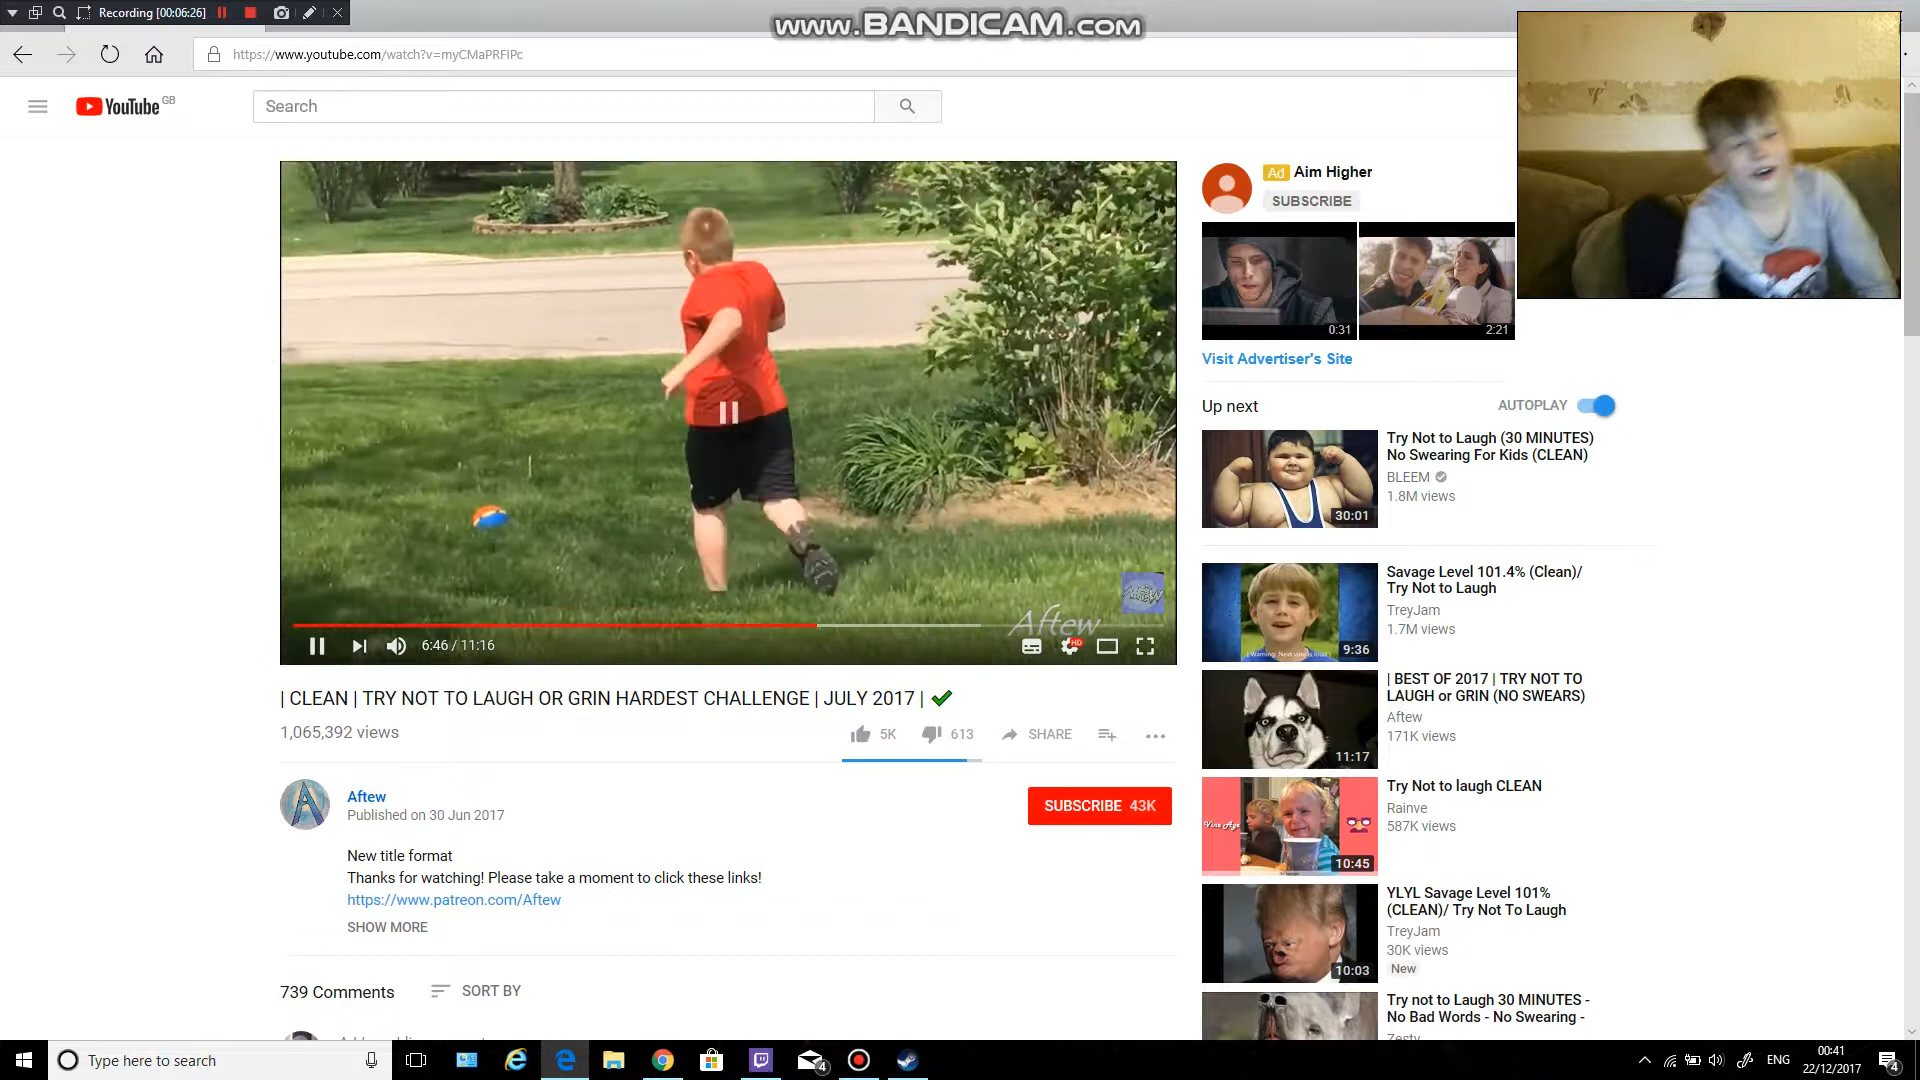 Recording [00:06:26]
www.BANDICAM.com
https://www.youtube.com/watch?v=myCMaPRFIPc
YouTube GB
Search
Ad Aim Higher
SUBSCRIBE
0:31
2:21
Visit Advertiser's Site
Up next
AUTOPLAY
Try Not to Laugh (30 MINUTES)
No Swearing For Kids (CLEAN)
BLEEM
1.8M views
30:01
Savage Level 101.4% (Clean)/
Try Not to Laugh
TreyJam
1.7M views
9:36
Aftew
6:46 / 11:16
HD
| CLEAN | TRY NOT TO LAUGH OR GRIN HARDEST CHALLENGE | JULY 2017 | ✔
1,065,392 views
5K
613
SHARE
| BEST OF 2017 | TRY NOT TO
LAUGH or GRIN (NO SWEARS)
Aftew
171K views
11:17
Aftew
Published on 30 Jun 2017
SUBSCRIBE 43K
New title format
Thanks for watching! Please take a moment to click these links!
https://www.patreon.com/Aftew
SHOW MORE
Try Not to laugh CLEAN
Rainve
587K views
Vine Age
10:45
YLYL Savage Level 101%
(CLEAN)/ Try Not To Laugh
TreyJam
30K views
New
10:03
739 Comments
SORT BY
Try not to Laugh 30 MINUTES -
No Bad Words - No Swearing -
Zesty
Type here to search
4
ENG
00:41
22/12/2017
4